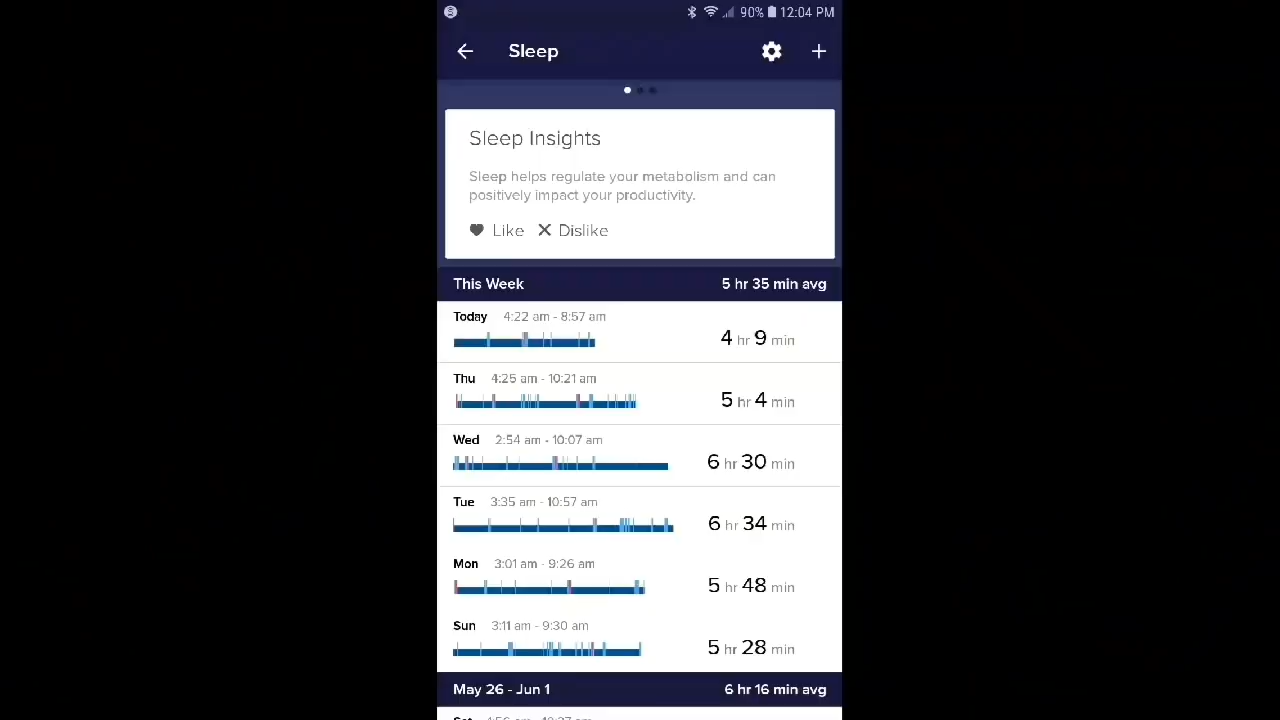 90% 12:04 PM
Sleep
Sleep Insights
Sleep helps regulate your metabolism and can
positively impact your productivity.
Like Dislike
This Week 5 hr 35 min avg
Today 4:22 am - 8:57 am
4 hr 9 min
Thu 4:25 am - 10:21 am
5 hr 4 min
Wed 2:54 am - 10:07 am
6 hr 30 min
Tue 3:35 am - 10:57 am
6 hr 34 min
Mon 3:01 am - 9:26 am
5 hr 48 min
Sun 3:11 am - 9:30 am
5 hr 28 min
May 26 - Jun 1 6 hr 16 min avg